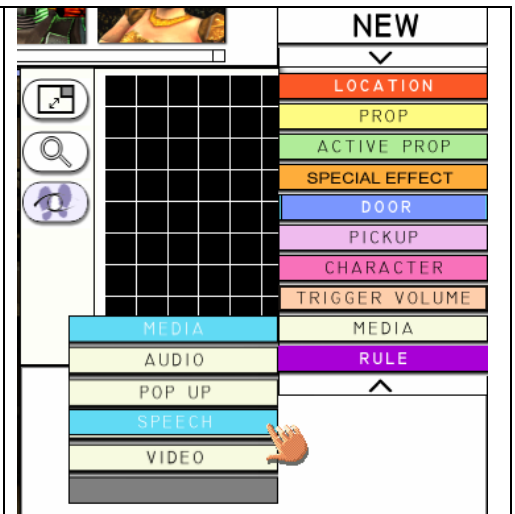 NEW
LOCATION
PROP
ACTIVE PROP
SPECIAL EFFECT
DOOR
PICKUP
CHARACTER
TRIGGER VOLUME
MEDIA
RULE
MEDIA
AUDIO
POP UP
SPEECH
VIDEO